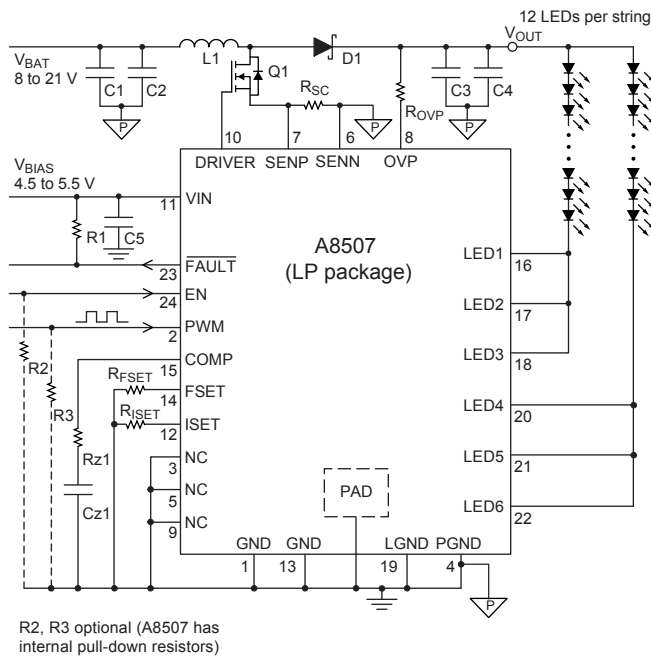 12 LEDs per string
VOUT
VBAT
8 to 21 V
L1
Q1
D1
C1
C2
RSC
ROVP
C3
C4
P
P
P
10
7
6
8
DRIVER
SENP
SENN
OVP
VBIAS
4.5 to 5.5 V
11
VIN
R1
C5
A8507
(LP package)
23
FAULT
24
EN
2
PWM
15
COMP
RFSET
14
FSET
RISET
12
ISET
3
NC
5
NC
9
NC
R2
R3
Rz1
Cz1
LED1
16
LED2
17
LED3
18
LED4
20
LED5
21
LED6
22
PAD
GND
GND
LGND
PGND
1
13
19
4
P
R2, R3 optional (A8507 has
internal pull-down resistors)